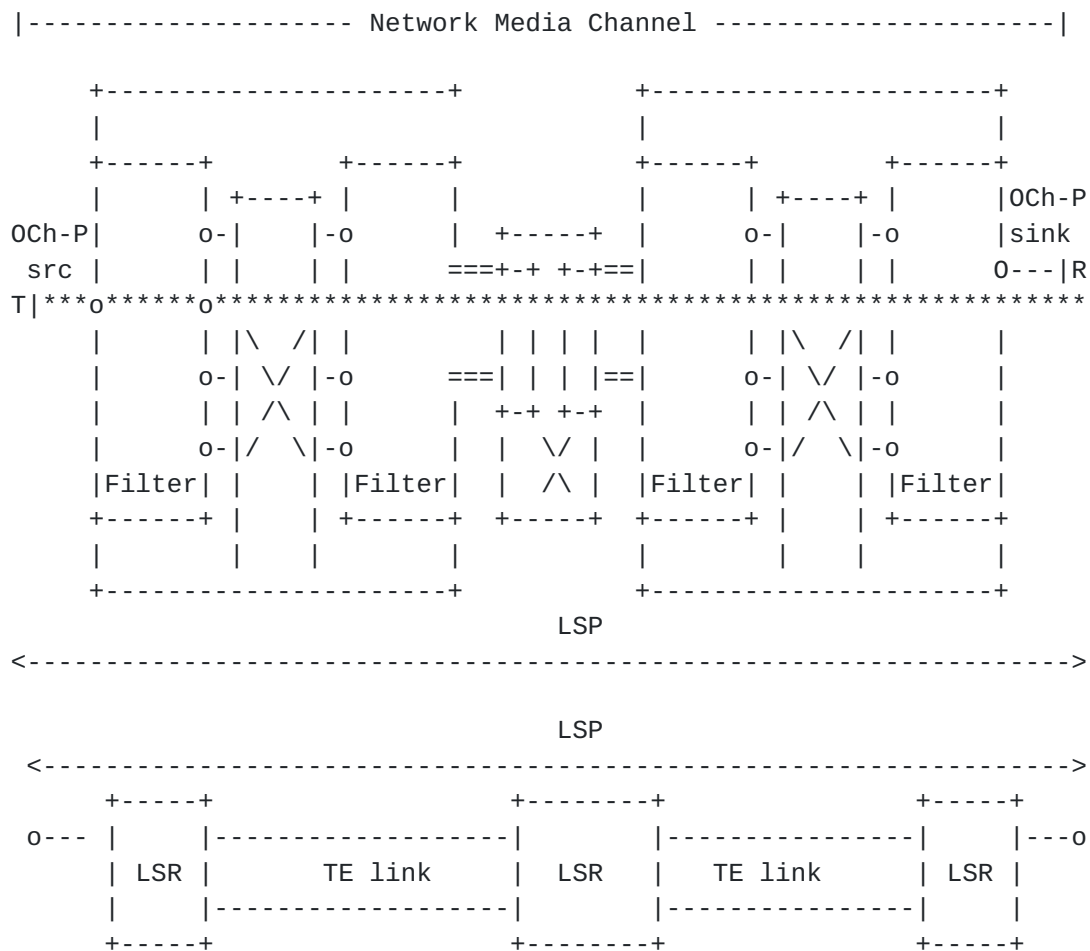 |---------------------- Network Media Channel ----------------------|

     +----------------------+           +----------------------+
     |                                  |                      |
     +------+        +------+           +------+        +------+
     |      | +----+ |      |           |      | +----+ |      |OCh-P
OCh-P|      o-|    |-o      |  +-----+  |      o-|    |-o      |sink
 src |      | |    | |      ===+-+ +-+==|      | |    | |      O---|R
T|***o******o********************************************************
     |      | |\  /| |         | | | |  |      | |\  /| |      |
     |      o-| \/ |-o      ===| | | |==|      o-| \/ |-o      |
     |      | | /\ | |      |  +-+ +-+  |      | | /\ | |      |
     |      o-|/  \|-o      |  |  \/ |  |      o-|/  \|-o      |
     |Filter| |    | |Filter|  |  /\ |  |Filter| |    | |Filter|
     +------+ |    | +------+  +-----+  +------+ |    | +------+
     |        |    |        |           |        |    |        |
     +----------------------+           +----------------------+
                                   LSP
<------------------------------------------------------------------->

                                   LSP
 <------------------------------------------------------------------>
      +-----+                   +--------+                +-----+
 o--- |     |-------------------|        |----------------|     |---o
      | LSR |       TE link     |  LSR   |   TE link      | LSR |
      |     |-------------------|        |----------------|     |
      +-----+                   +--------+                +-----+